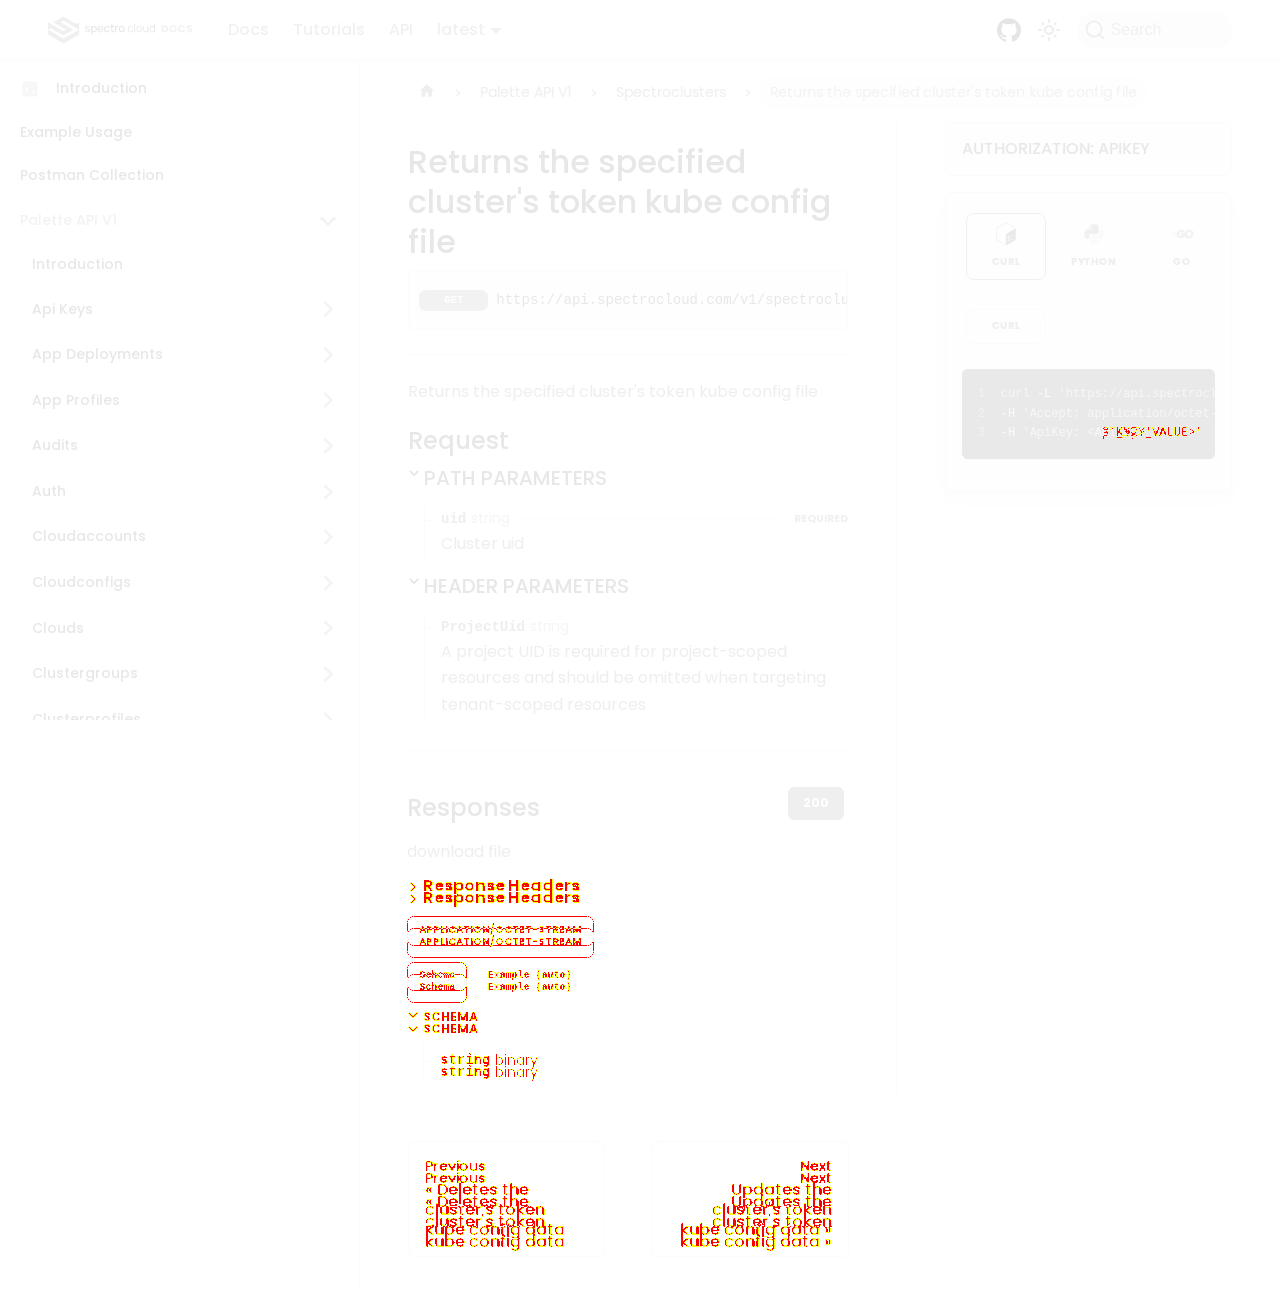 spectro cloud DOCS
Docs Tutorials API latest
Search
Introduction
Example Usage
Postman Collection
Palette API V1
Introduction
Api Keys
App Deployments
App Profiles
Audits
Auth
Cloudaccounts
Cloudconfigs
Clouds
Clustergroups
Clusterprofiles
Palette API V1 Spectroclusters Returns the specified cluster's token kube config file
Returns the specified
cluster's token kube config
file
GET https://api.spectrocloud.com/v1/spectroclu
Returns the specified cluster's token kube config file
Request
PATH PARAMETERS
uid string REQUIRED
Cluster uid
HEADER PARAMETERS
ProjectUid string
A project UID is required for project-scoped
resources and should be omitted when targeting
tenant-scoped resources
Responses 200
download file
Response Headers
Response Headers
APPLICATION/OCTET-STREAM
APPLICATION/OCTET-STREAM
Schema Example (auto)
Schema Example (auto)
SCHEMA
SCHEMA
string binary
string binary
Previous
Previous
« Deletes the
« Deletes the
cluster's token
cluster's token
kube config data
kube config data
Next
Next
Updates the
Updates the
cluster's token
cluster's token
kube config data »
kube config data »
AUTHORIZATION: APIKEY
CURL PYTHON GO
CURL
1 curl -L 'https://api.spectrocl
2 -H 'Accept: application/octet-
3 -H 'ApiKey: